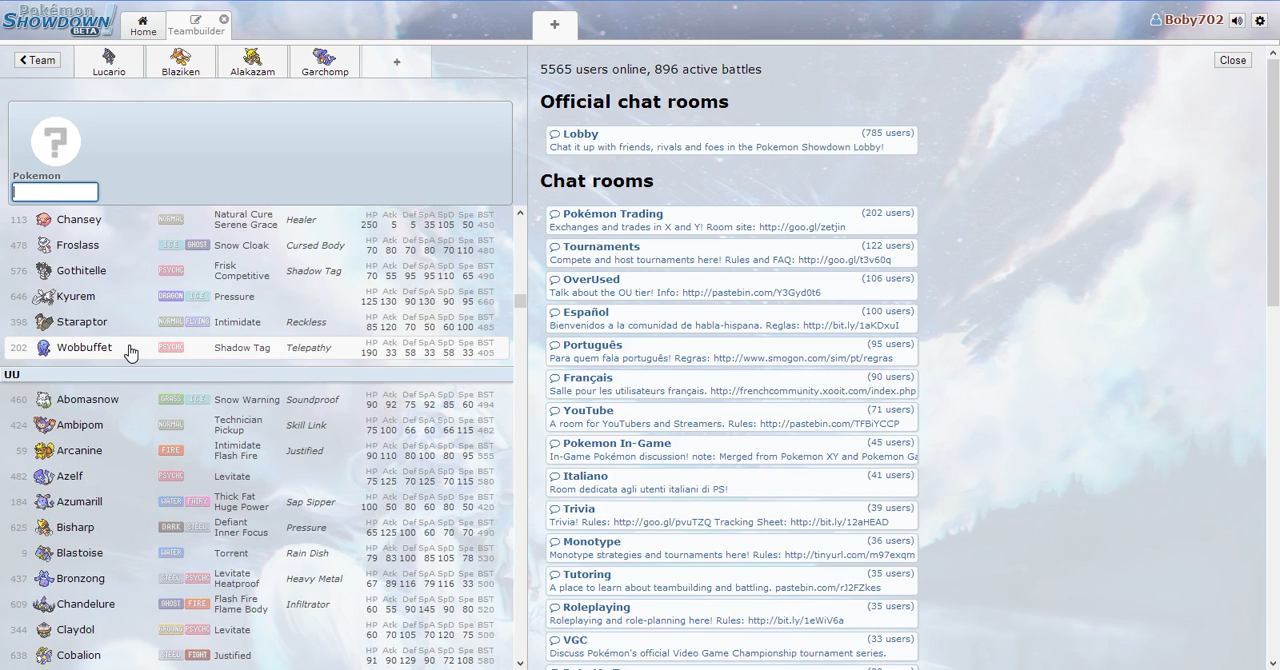 Pokémon
SHOWDOWN!
BETA
Home
Teambuilder
+
Boby702
Team
Lucario
Blaziken
Alakazam
Garchomp
+
Pokemon
113 Chansey NORMAL Natural Cure Serene Grace Healer HP 250 Atk 5 Def 5 SpA 35 SpD 105 Spe 50 BST 450
478 Froslass ICE GHOST Snow Cloak Cursed Body HP 70 Atk 80 Def 70 SpA 80 SpD 70 Spe 110 BST 480
576 Gothitelle PSYCHC Frisk Competitive Shadow Tag HP 70 Atk 55 Def 95 SpA 95 SpD 110 Spe 65 BST 490
646 Kyurem DRAGON ICE Pressure HP 125 Atk 130 Def 90 SpA 130 SpD 90 Spe 95 BST 660
398 Staraptor NORMAL FLYING Intimidate Reckless HP 85 Atk 120 Def 70 SpA 50 SpD 60 Spe 100 BST 485
202 Wobbuffet PSYCHC Shadow Tag Telepathy HP 190 Atk 33 Def 58 SpA 33 SpD 58 Spe 33 BST 405
UU
460 Abomasnow GRASS ICE Snow Warning Soundproof HP 90 Atk 92 Def 75 SpA 92 SpD 85 Spe 60 BST 494
424 Ambipom NORMAL Technician Pickup Skill Link HP 75 Atk 100 Def 66 SpA 60 SpD 66 Spe 115 BST 482
59 Arcanine FIRE Intimidate Flash Fire Justified HP 90 Atk 110 Def 80 SpA 100 SpD 80 Spe 95 BST 555
482 Azelf PSYCHC Levitate HP 75 Atk 125 Def 70 SpA 125 SpD 70 Spe 115 BST 580
184 Azumarill WATER FAIRY Thick Fat Huge Power Sap Sipper HP 100 Atk 50 Def 80 SpA 60 SpD 80 Spe 50 BST 420
625 Bisharp DARK STEEL Defiant Inner Focus Pressure HP 65 Atk 125 Def 100 SpA 60 SpD 70 Spe 70 BST 490
9 Blastoise WATER Torrent Rain Dish HP 79 Atk 83 Def 100 SpA 85 SpD 105 Spe 78 BST 530
437 Bronzong STEEL PSYCHC Levitate Heatproof Heavy Metal HP 67 Atk 89 Def 116 SpA 79 SpD 116 Spe 33 BST 500
609 Chandelure GHOST FIRE Flash Fire Flame Body Infiltrator HP 60 Atk 55 Def 90 SpA 145 SpD 90 Spe 80 BST 520
344 Claydol GROUND PSYCHC Levitate HP 60 Atk 70 Def 105 SpA 70 SpD 120 Spe 75 BST 500
638 Cobalion STEEL FIGHT Justified HP 91 Atk 90 Def 129 SpA 90 SpD 72 Spe 108 BST 580
5565 users online, 896 active battles
Close
Official chat rooms
Lobby (785 users)
Chat it up with friends, rivals and foes in the Pokemon Showdown Lobby!
Chat rooms
Pokémon Trading (202 users)
Exchanges and trades in X and Y! Room site: http://goo.gl/zetjin
Tournaments (122 users)
Compete and host tournaments here! Rules and FAQ: http://goo.gl/t3v60q
OverUsed (106 users)
Talk about the OU tier! Info: http://pastebin.com/Y3Gyd0t6
Español (100 users)
Bienvenidos a la comunidad de habla-hispana. Reglas: http://bit.ly/1aKDxuI
Português (95 users)
Para quem fala português! Regras: http://www.smogon.com/sim/pt/regras
Français (90 users)
Salle pour les utilisateurs français. http://frenchcommunity.xooit.com/index.php
YouTube (71 users)
A room for YouTubers and Streamers. Rules: http://pastebin.com/TFBiYCCP
Pokemon In-Game (45 users)
In-Game Pokémon discussion! note: Merged from Pokemon XY and Pokemon Ga
Italiano (41 users)
Room dedicata agli utenti italiani di PS!
Trivia (39 users)
Trivia! Rules: http://goo.gl/pvuTZQ Tracking Sheet: http://bit.ly/12aHEAD
Monotype (36 users)
Monotype strategies and tournaments here! Rules: http://tinyurl.com/m97exqm
Tutoring (35 users)
A place to learn about teambuilding and battling. pastebin.com/rJ2FZkes
Roleplaying (35 users)
Roleplaying and role-planning here! Rules: http://bit.ly/1eWiV6a
VGC (33 users)
Discuss Pokémon's official Video Game Championship tournament series.